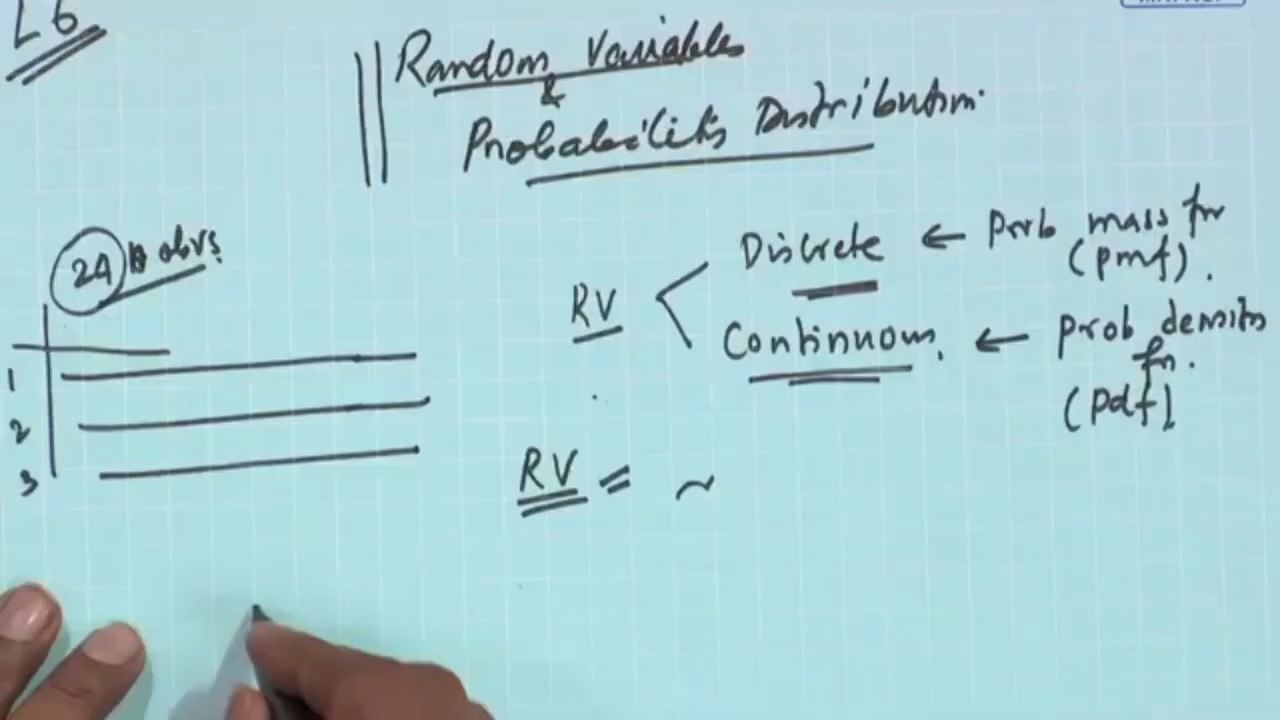 L6
Random Variables
&
Probability Distribution.
24 obvs.
1
2
3
RV
Discrete ← Prob mass fn
(pmf).
Continuous. ← Prob density
fn.
(pdf)
RV = ~